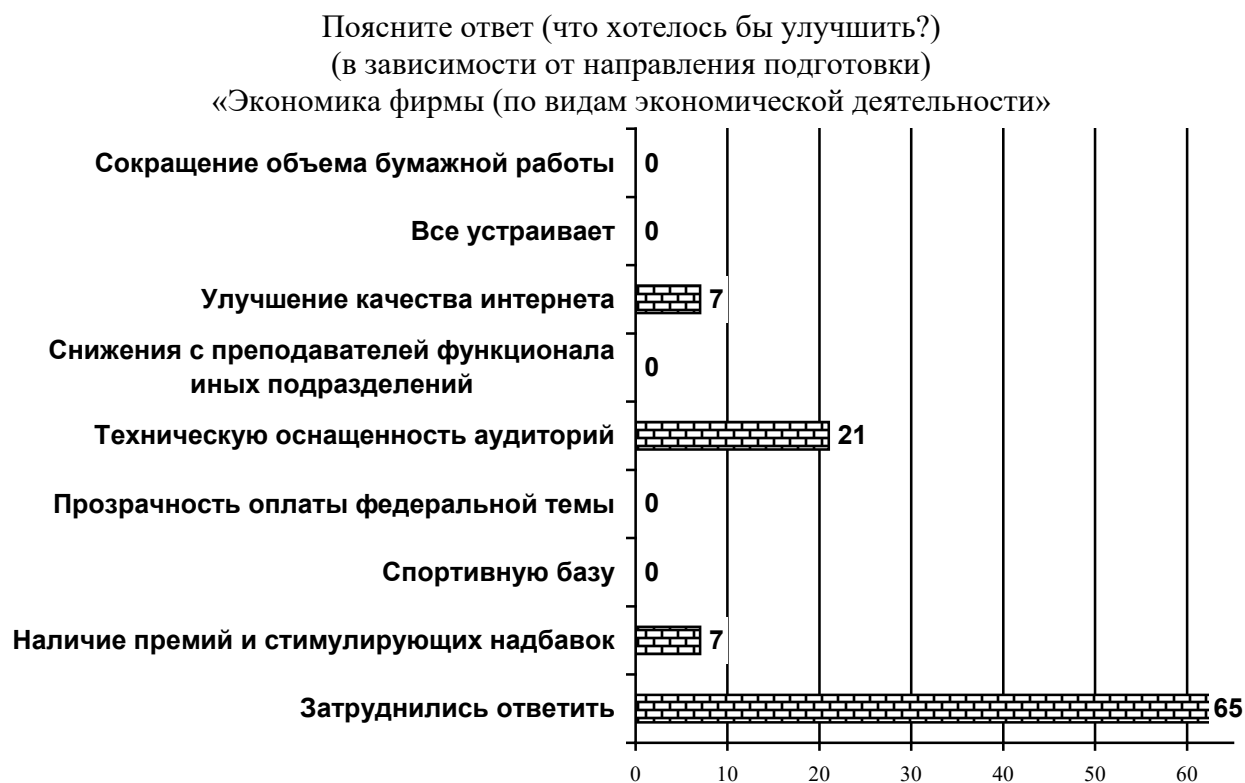 Поясните ответ (что хотелось бы улучшить?)
(в зависимости от направления подготовки)
«Экономика фирмы (по видам экономической деятельности»
Сокращение объема бумажной работы 0
Все устраивает 0
Улучшение качества интернета 7
Снижения с преподавателей функционала
иных подразделений 0
Техническую оснащенность аудиторий 21
Прозрачность оплаты федеральной темы 0
Спортивную базу 0
Наличие премий и стимулирующих надбавок 7
Затруднились ответить 65
0 10 20 30 40 50 60